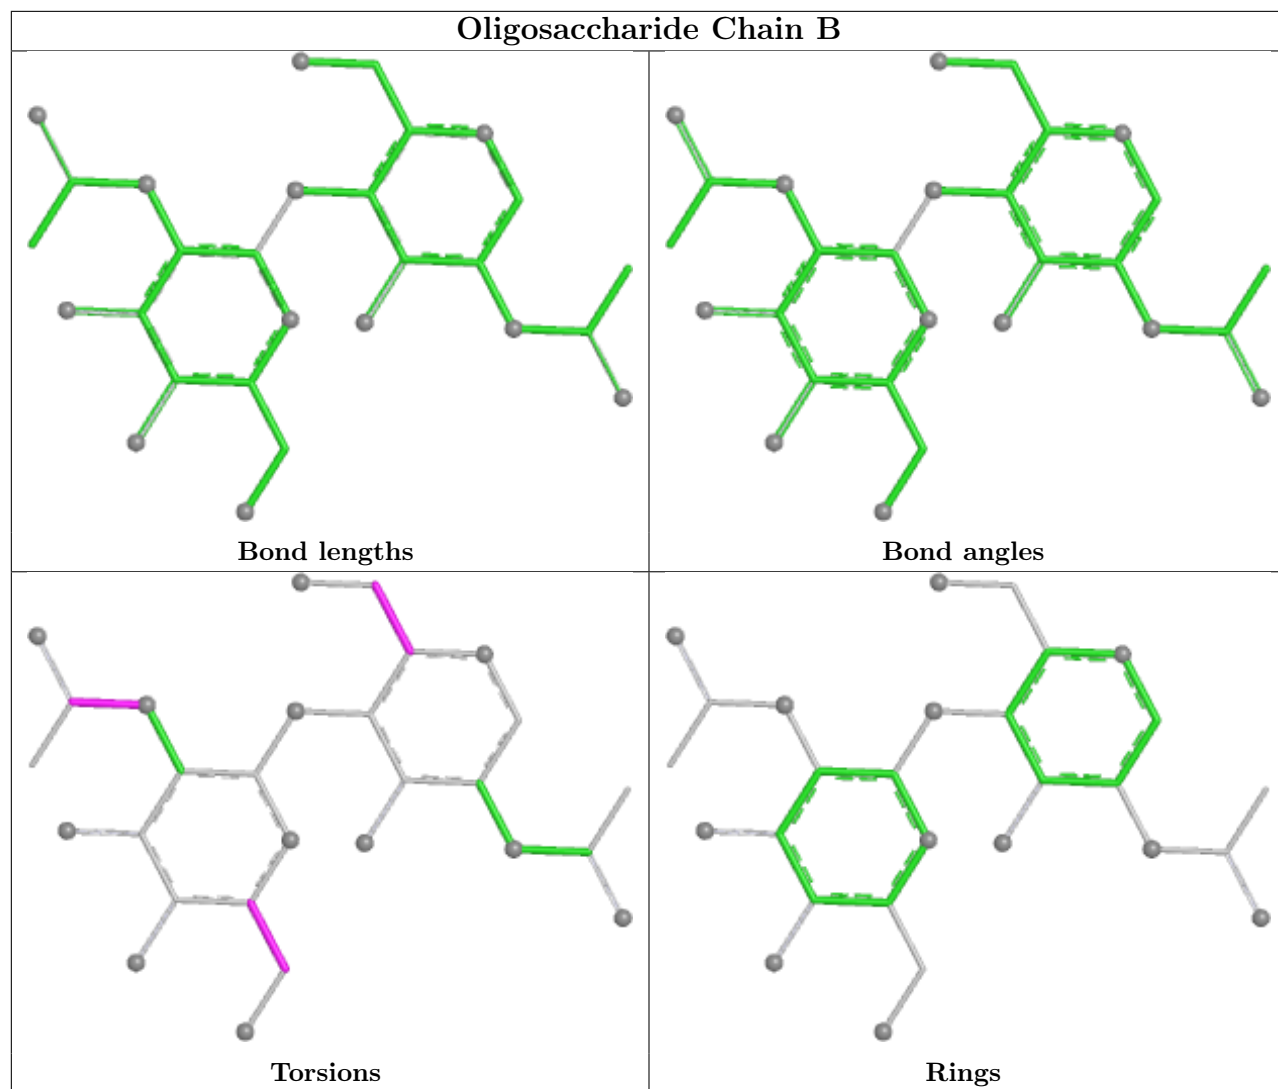 Oligosaccharide Chain B
Bond lengths
Bond angles
Torsions
Rings